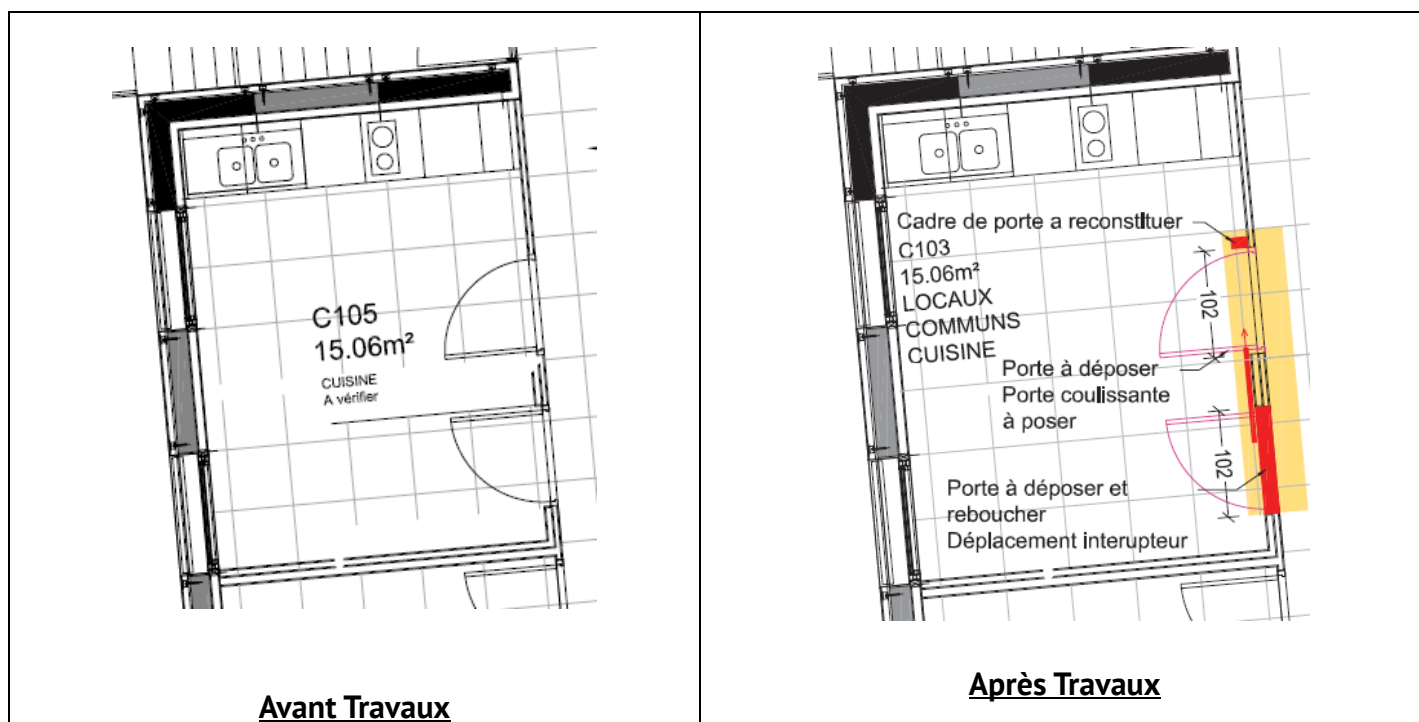 C105
15.06m²
CUISINE
A vérifier
Avant Travaux
Cadre de porte a reconstituer
C103
15.06m²
LOCAUX
COMMUNS
CUISINE
102
Porte à déposer
Porte coulissante
à poser
102
Porte à déposer et
reboucher
Déplacement interupteur
Après Travaux